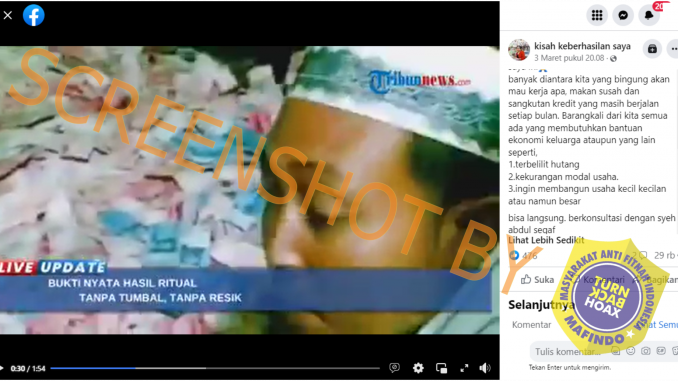 20
kisah keberhasilan saya
3 Maret pukul 20.08 ·
banyak diantara kita yang bingung akan
mau kerja apa, makan susah dan
sangkutan kredit yang masih berjalan
setiap bulan. Barangkali dari kita semua
ada yang membutuhkan bantuan
ekonomi keluarga ataupun yang lain
seperti,
1.terbelilit hutang
2.kekurangan modal usaha.
3.ingin membangun usaha kecil kecilan
atau namun besar
bisa langsung. berkonsultasi dengan syeh
abdul segaf
Lihat Lebih Sedikit
476
29 rb
Suka
Komentar
Bagikan
Selanjutnya
Komentar
Tulis komentar...
GIF
Tekan Enter untuk mengirim.
Tribunnews.com
SCREENSHOT BY
LIVE UPDATE
BUKTI NYATA HASIL RITUAL
TANPA TUMBAL, TANPA RESIK
0:30 / 1:54
MASYARAKAT ANTI FITNAH INDONESIA
TURN
BACK
HOAX
MAFINDO